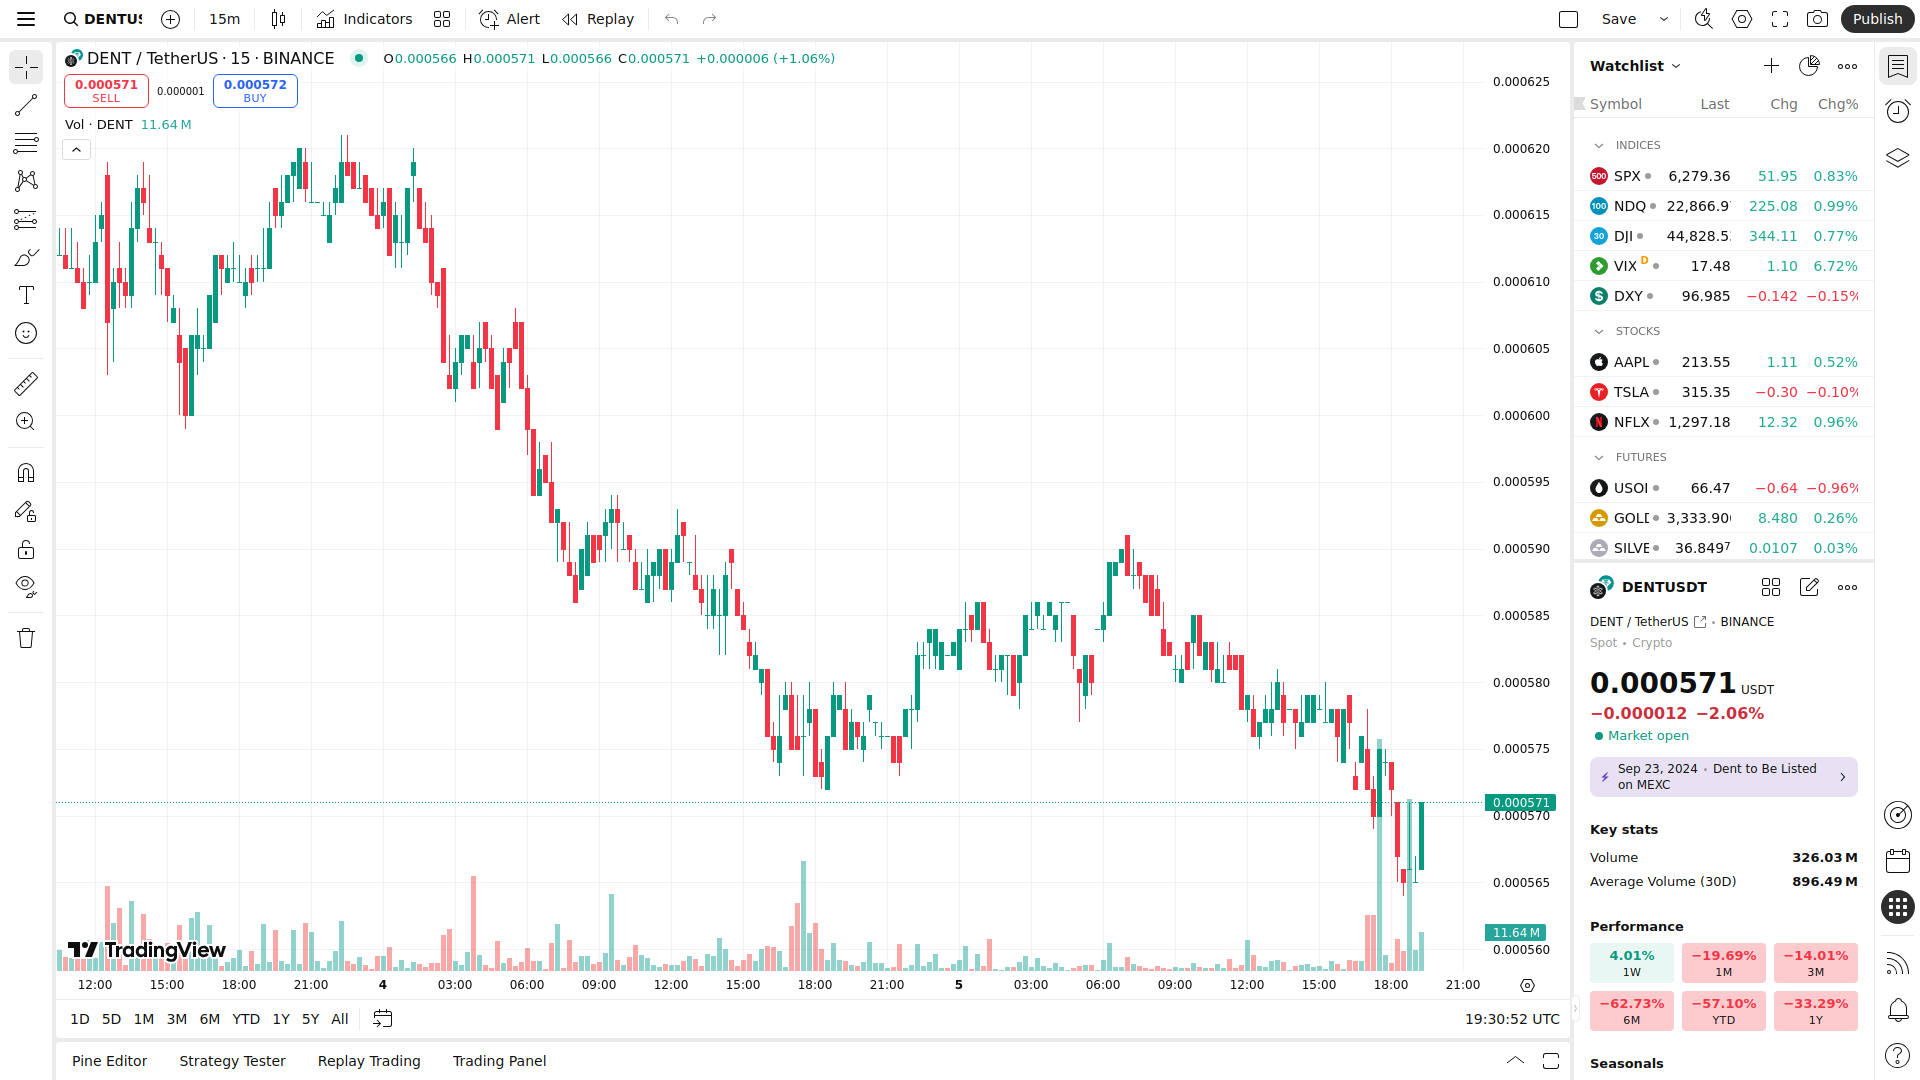 DENTUS
15m
Indicators
Alert
Replay
Save
Publish
DENT / TetherUS · 15 · BINANCE
O0.000566 H0.000571 L0.000566 C0.000571 +0.000006 (+1.06%)
0.000571
SELL
0.000001
0.000572
BUY
Vol · DENT 11.64 M
0.000625
0.000620
0.000615
0.000610
0.000605
0.000600
0.000595
0.000590
0.000585
0.000580
0.000575
0.000571
0.000570
0.000565
11.64 M
0.000560
TradingView
12:00 15:00 18:00 21:00 4 03:00 06:00 09:00 12:00 15:00 18:00 21:00 5 03:00 06:00 09:00 12:00 15:00 18:00 21:00
1D 5D 1M 3M 6M YTD 1Y 5Y All
19:30:52 UTC
Pine Editor Strategy Tester Replay Trading Trading Panel
Watchlist
Symbol Last Chg Chg%
INDICES
500 SPX 6,279.36 51.95 0.83%
100 NDQ 22,866.9 225.08 0.99%
30 DJI 44,828.5 344.11 0.77%
VIX D 17.48 1.10 6.72%
DXY 96.985 −0.142 −0.15%
STOCKS
AAPL 213.55 1.11 0.52%
TSLA 315.35 −0.30 −0.10%
NFLX 1,297.18 12.32 0.96%
FUTURES
USOI 66.47 −0.64 −0.96%
GOLD 3,333.90 8.480 0.26%
SILVE 36.8497 0.0107 0.03%
DENTUSDT
DENT / TetherUS • BINANCE
Spot • Crypto
0.000571 USDT
−0.000012 −2.06%
Market open
Sep 23, 2024 • Dent to Be Listed
on MEXC
Key stats
Volume 326.03 M
Average Volume (30D) 896.49 M
Performance
4.01% −19.69% −14.01%
1W 1M 3M
−62.73% −57.10% −33.29%
6M YTD 1Y
Seasonals